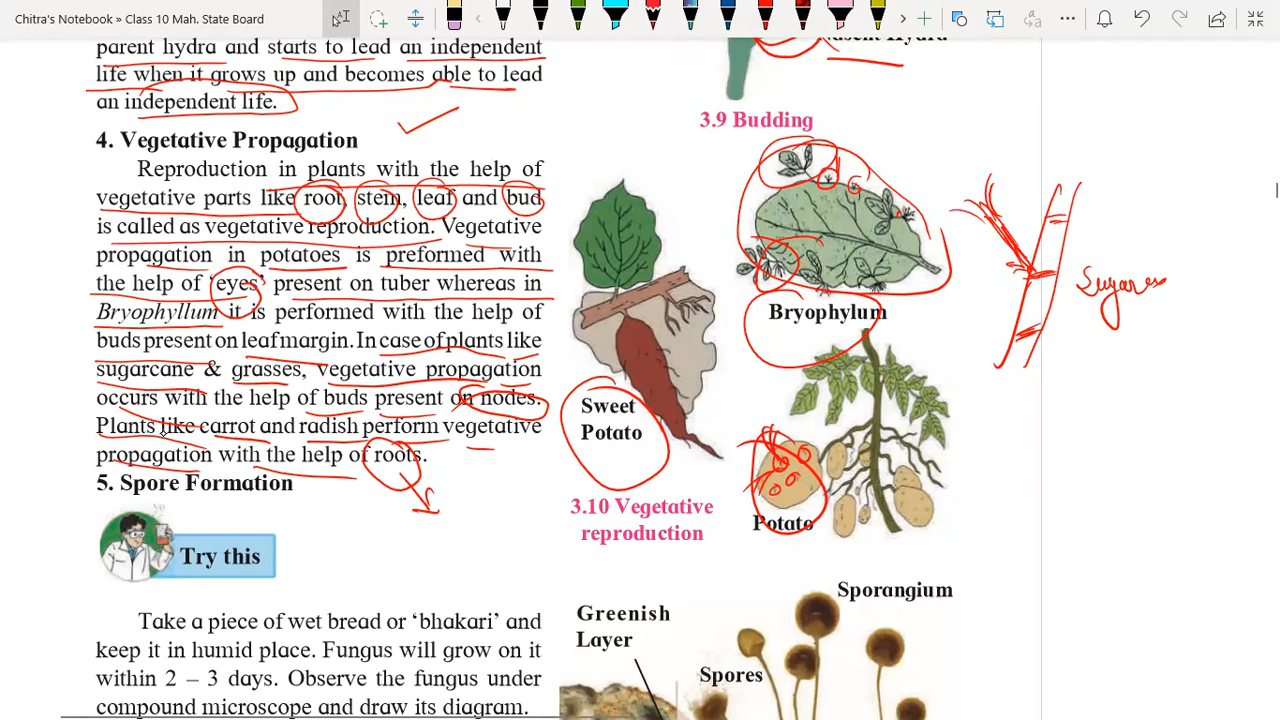 Chitra's Notebook » Class 10 Mah. State Board
parent hydra and starts to lead an independent
life when it grows up and becomes able to lead
an independent life.
4. Vegetative Propagation
Reproduction in plants with the help of
vegetative parts like root, stem, leaf and bud
is called as vegetative reproduction. Vegetative
propagation in potatoes is preformed with
the help of 'eyes' present on tuber whereas in
Bryophyllum it is performed with the help of
buds present on leaf margin. In case of plants like
sugarcane & grasses, vegetative propagation
occurs with the help of buds present on nodes.
Plants like carrot and radish perform vegetative
propagation with the help of roots.
5. Spore Formation
Try this
Take a piece of wet bread or 'bhakari' and
keep it in humid place. Fungus will grow on it
within 2 – 3 days. Observe the fungus under
compound microscope and draw its diagram.
Nascent Hydra
3.9 Budding
Bryophylum
Sweet
Potato
Potato
3.10 Vegetative
reproduction
Sporangium
Greenish
Layer
Spores